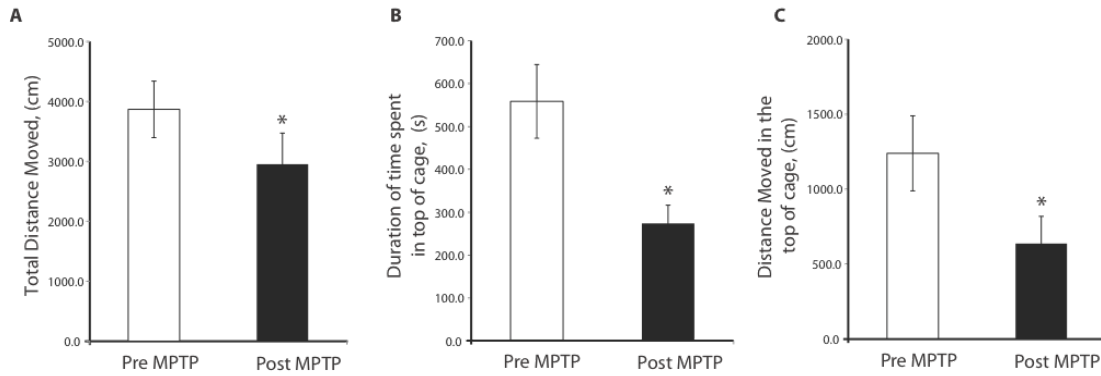 A
Total Distance Moved, (cm)
5000.0
4000.0
3000.0
2000.0
1000.0
0.0
*
Pre MPTP
Post MPTP
B
Duration of time spent
in top of cage, (s)
700.0
600.0
500.0
400.0
300.0
200.0
100.0
0.0
*
Pre MPTP
Post MPTP
C
Distance Moved in the
top of cage, (cm)
2000.0
1500.0
1000.0
500.0
0.0
*
Pre MPTP
Post MPTP